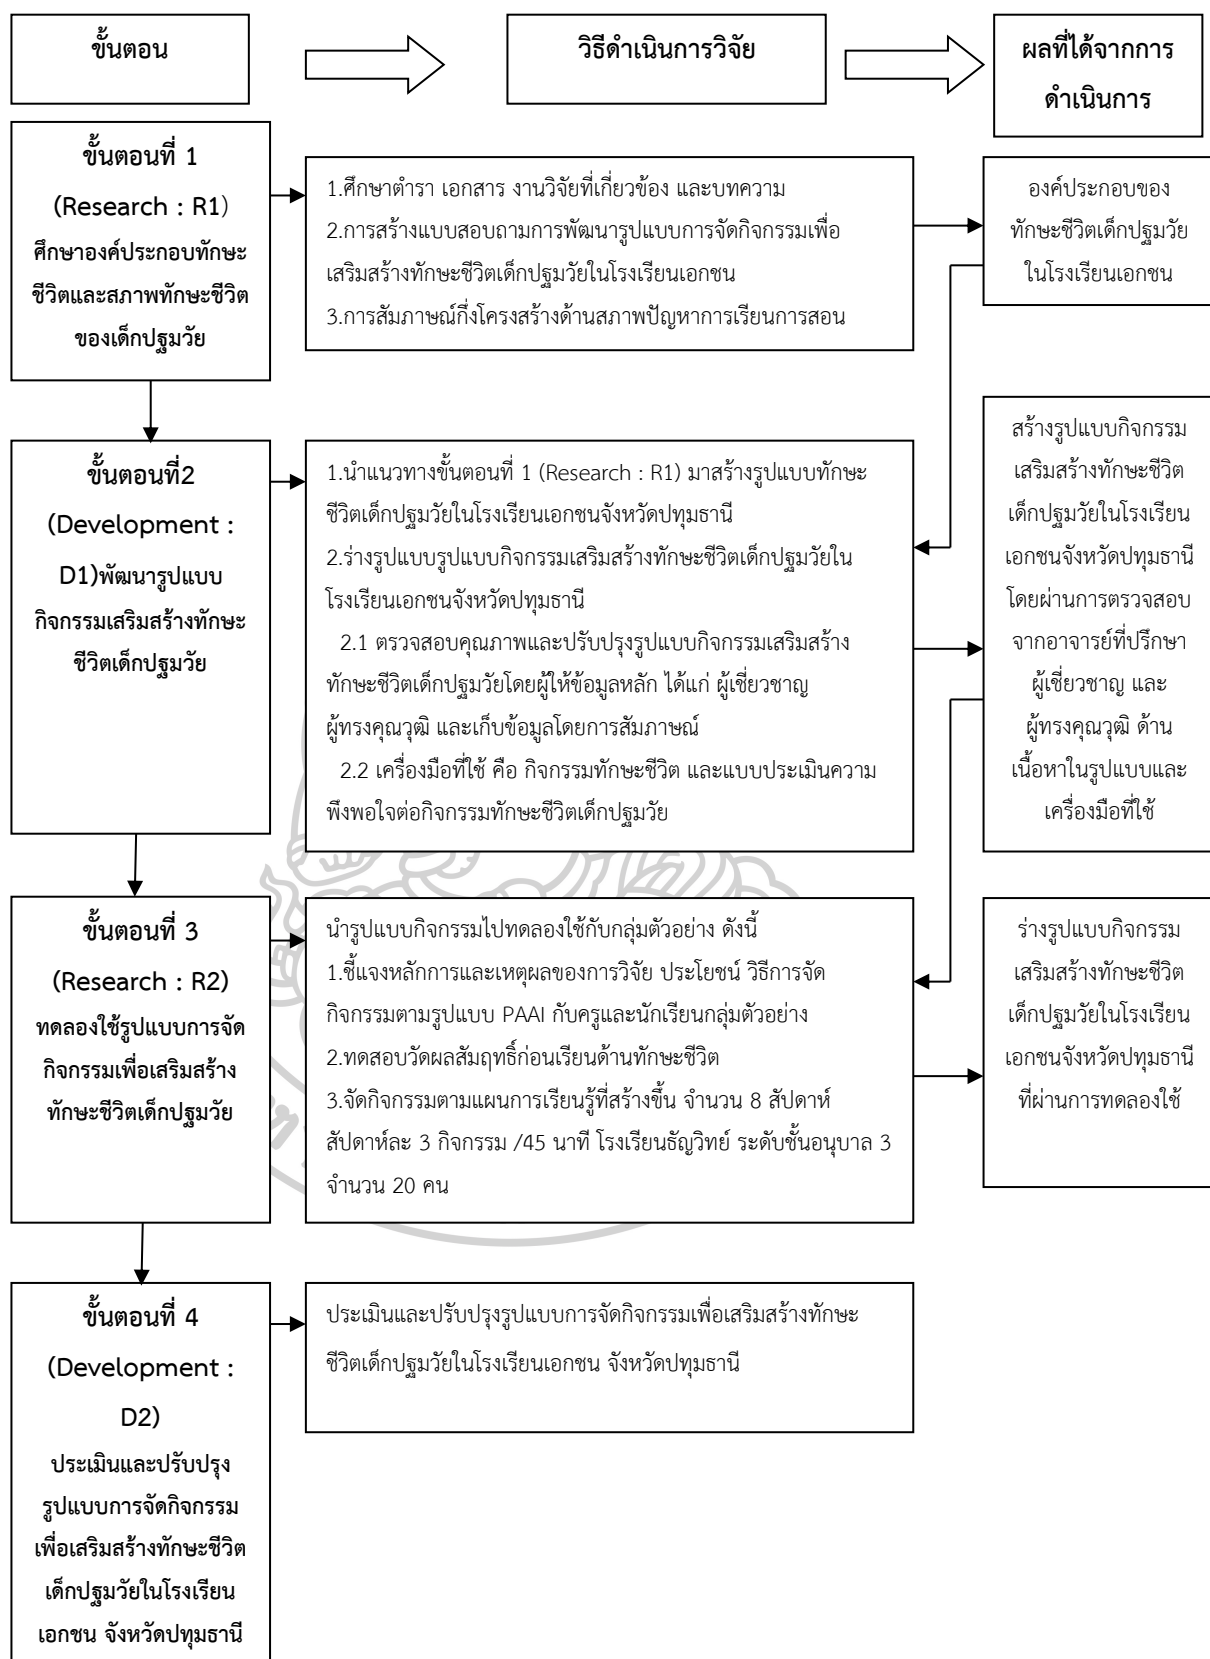 ขั้นตอน
วิธีดำเนินการวิจัย
ผลที่ได้จากการ
ดำเนินการ
ขั้นตอนที่ 1
(Research : R1)
ศึกษาองค์ประกอบทักษะ
ชีวิตและสภาพทักษะชีวิต
ของเด็กปฐมวัย
1.ศึกษาตำรา เอกสาร งานวิจัยที่เกี่ยวข้อง และบทความ
2.การสร้างแบบสอบถามการพัฒนารูปแบบการจัดกิจกรรมเพื่อ
เสริมสร้างทักษะชีวิตเด็กปฐมวัยในโรงเรียนเอกชน
3.การสัมภาษณ์กึ่งโครงสร้างด้านสภาพปัญหาการเรียนการสอน
องค์ประกอบของ
ทักษะชีวิตเด็กปฐมวัย
ในโรงเรียนเอกชน
ขั้นตอนที่2
(Development :
D1)พัฒนารูปแบบ
กิจกรรมเสริมสร้างทักษะ
ชีวิตเด็กปฐมวัย
1.นำแนวทางขั้นตอนที่ 1 (Research : R1) มาสร้างรูปแบบทักษะ
ชีวิตเด็กปฐมวัยในโรงเรียนเอกชนจังหวัดปทุมธานี
2.ร่างรูปแบบรูปแบบกิจกรรมเสริมสร้างทักษะชีวิตเด็กปฐมวัยใน
โรงเรียนเอกชนจังหวัดปทุมธานี
2.1 ตรวจสอบคุณภาพและปรับปรุงรูปแบบกิจกรรมเสริมสร้าง
ทักษะชีวิตเด็กปฐมวัยโดยผู้ให้ข้อมูลหลัก ได้แก่ ผู้เชี่ยวชาญ
ผู้ทรงคุณวุฒิ และเก็บข้อมูลโดยการสัมภาษณ์
2.2 เครื่องมือที่ใช้ คือ กิจกรรมทักษะชีวิต และแบบประเมินความ
พึงพอใจต่อกิจกรรมทักษะชีวิตเด็กปฐมวัย
สร้างรูปแบบกิจกรรม
เสริมสร้างทักษะชีวิต
เด็กปฐมวัยในโรงเรียน
เอกชนจังหวัดปทุมธานี
โดยผ่านการตรวจสอบ
จากอาจารย์ที่ปรึกษา
ผู้เชี่ยวชาญ และ
ผู้ทรงคุณวุฒิ ด้าน
เนื้อหาในรูปแบบและ
เครื่องมือที่ใช้
ขั้นตอนที่ 3
(Research : R2)
ทดลองใช้รูปแบบการจัด
กิจกรรมเพื่อเสริมสร้าง
ทักษะชีวิตเด็กปฐมวัย
นำรูปแบบกิจกรรมไปทดลองใช้กับกลุ่มตัวอย่าง ดังนี้
1.ชี้แจงหลักการและเหตุผลของการวิจัย ประโยชน์ วิธีการจัด
กิจกรรมตามรูปแบบ PAAI กับครูและนักเรียนกลุ่มตัวอย่าง
2.ทดสอบวัดผลสัมฤทธิ์ก่อนเรียนด้านทักษะชีวิต
3.จัดกิจกรรมตามแผนการเรียนรู้ที่สร้างขึ้น จำนวน 8 สัปดาห์
สัปดาห์ละ 3 กิจกรรม /45 นาที โรงเรียนธัญวิทย์ ระดับชั้นอนุบาล 3
จำนวน 20 คน
ร่างรูปแบบกิจกรรม
เสริมสร้างทักษะชีวิต
เด็กปฐมวัยในโรงเรียน
เอกชนจังหวัดปทุมธานี
ที่ผ่านการทดลองใช้
ขั้นตอนที่ 4
(Development :
D2)
ประเมินและปรับปรุง
รูปแบบการจัดกิจกรรม
เพื่อเสริมสร้างทักษะชีวิต
เด็กปฐมวัยในโรงเรียน
เอกชน จังหวัดปทุมธานี
ประเมินและปรับปรุงรูปแบบการจัดกิจกรรมเพื่อเสริมสร้างทักษะ
ชีวิตเด็กปฐมวัยในโรงเรียนเอกชน จังหวัดปทุมธานี